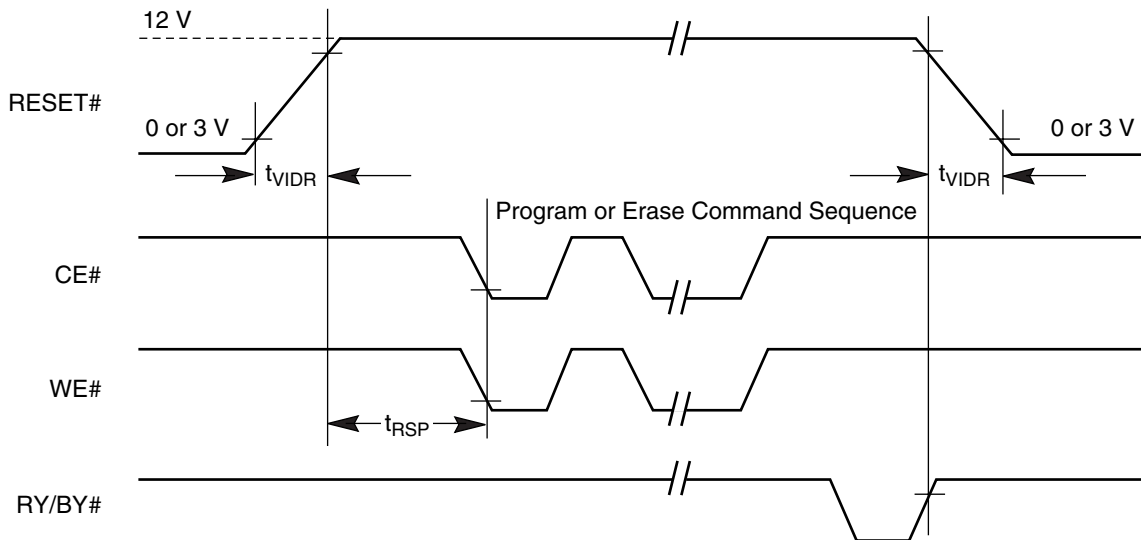 12 V
RESET#
0 or 3 V
0 or 3 V
tVIDR
tVIDR
Program or Erase Command Sequence
CE#
WE#
tRSP
RY/BY#